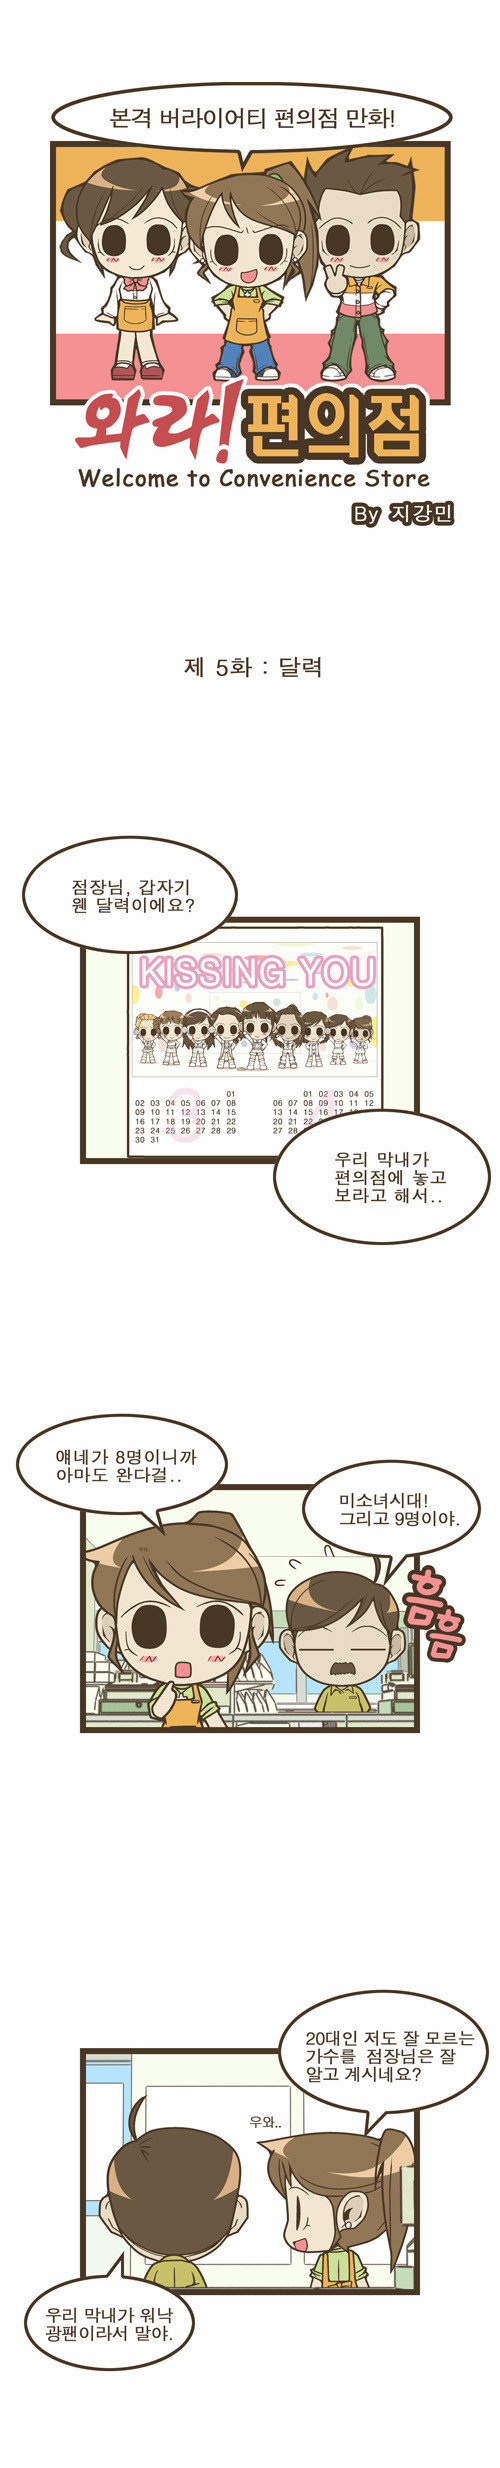 본격 버라이어티 편의점 만화!
와라! 편의점
Welcome to Convenience Store
By 지강민
제 5화 : 달력
점장님, 갑자기
웬 달력이에요?
KISSING YOU
3 4
01 01 02 03 04 05
02 03 04 05 06 07 08 06 07 08 09 10 11 12
09 10 11 12 13 14 15 13 14 15 16 17
16 17 18 19 20 21 22 20 21 22
23 24 25 26 27 28 29 27 28
30 31
우리 막내가
편의점에 놓고
보라고 해서..
얘네가 8명이니까
아마도 완다걸..
미소녀시대!
그리고 9명이야.
흠흠
흠흠
20대인 저도 잘 모르는
가수를 점장님은 잘
알고 계시네요?
우와..
우리 막내가 워낙
광팬이라서 말야.